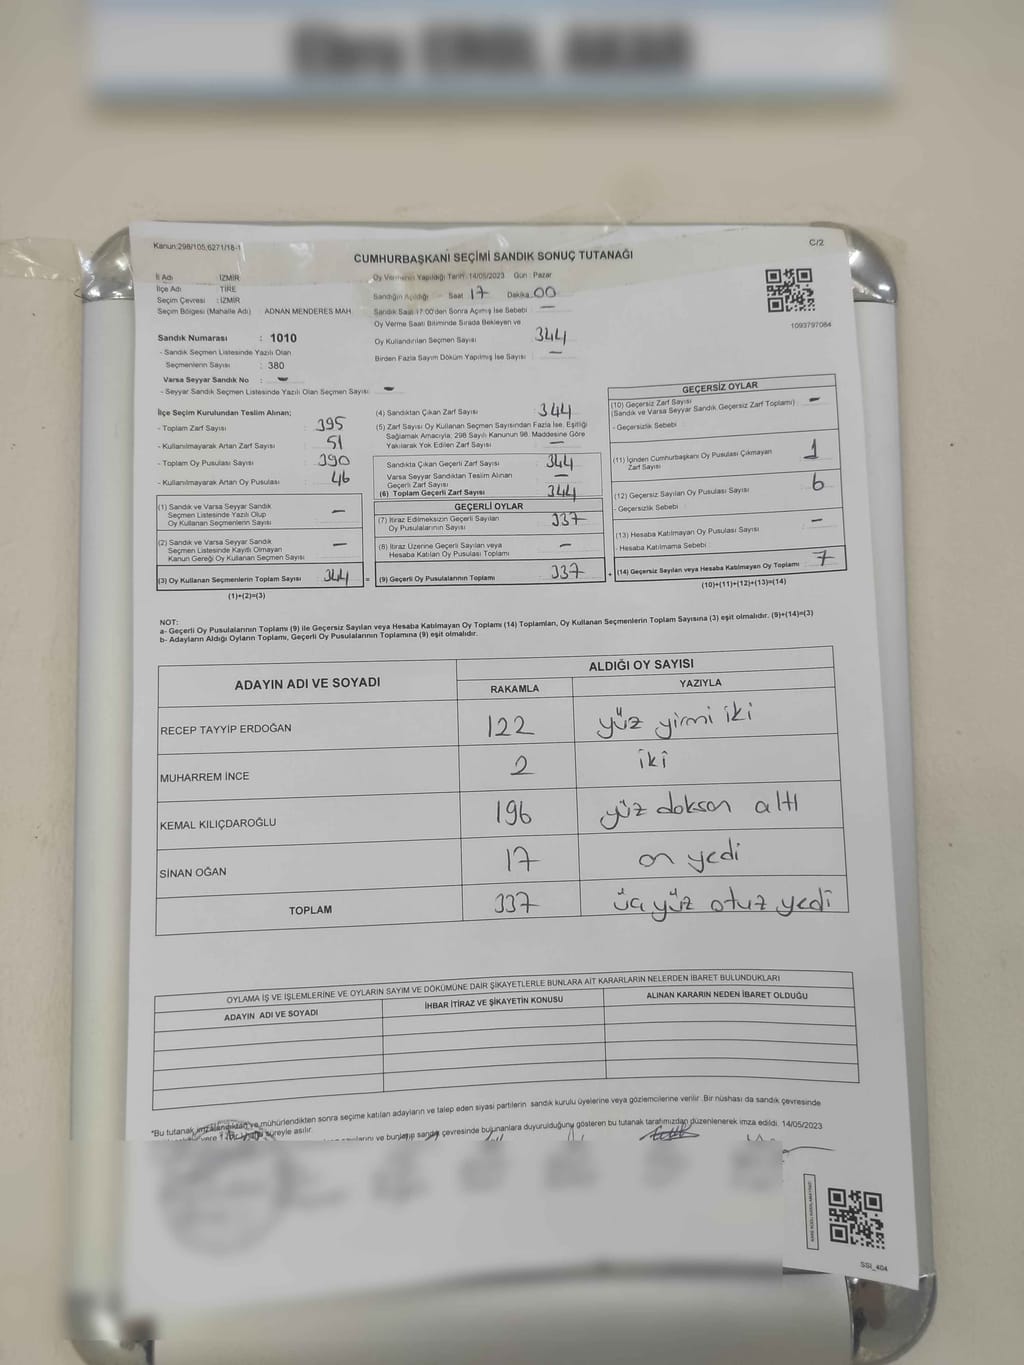 Kanun:298/105,6271/18-1
C/2
CUMHURBAŞKANI SEÇİMİ SANDIK SONUÇ TUTANAĞI
İl Adı : İZMİR
İlçe Adı : TİRE
Seçim Çevresi : İZMİR
Seçim Bölgesi (Mahalle Adı) ADNAN MENDERES MAH.
Sandık Numarası : 1010
- Sandık Seçmen Listesinde Yazılı Olan
Seçmenlerin Sayısı : 380
Varsa Seyyar Sandık No : -
- Seyyar Sandık Seçmen Listesinde Yazılı Olan Seçmen Sayısı: -
Oy Vermenin Yapıldığı Tarih: 14/05/2023 Gün : Pazar
Sandığın Açıldığı - Saat 17 Dakika 00
Sandık Saat 17:00'den Sonra Açımış İse Sebebi : -
Oy Verme Saati Bitiminde Sırada Bekleyen ve
Oy Kullandırılan Seçmen Sayısı : 344
Birden Fazla Sayım Döküm Yapılmış İse Sayısı : -
1093797084
İlçe Seçim Kurulundan Teslim Alınan;
- Toplam Zarf Sayısı : 395
- Kullanılmayarak Artan Zarf Sayısı : 51
- Toplam Oy Pusulası Sayısı : 390
- Kullanılmayarak Artan Oy Pusulası : 46
(1) Sandık ve Varsa Seyyar Sandık
Seçmen Listesinde Yazılı Olup
Oy Kullanan Seçmenlerin Sayısı -
(2) Sandık ve Varsa Seyyar Sandık
Seçmen Listesinde Kaydı Olmayan
Kanun Gereği Oy Kullanan Seçmen Sayısı -
(3) Oy Kullanan Seçmenlerin Toplam Sayısı 344 =
(1)+(2)=(3)
(4) Sandıktan Çıkan Zarf Sayısı : 344
(5) Zarf Sayısı Oy Kullanan Seçmen Sayısından Fazla İse, Eşitliği
Sağlamak Amacıyla; 298 Sayılı Kanunun 98. Maddesine Göre
Yakılarak Yok Edilen Zarf Sayısı : -
Sandıkta Çıkan Geçerli Zarf Sayısı : 344
Varsa Seyyar Sandıktan Teslim Alınan
Geçerli Zarf Sayısı : -
(6) Toplam Geçerli Zarf Sayısı : 344
GEÇERLİ OYLAR
(7) İtiraz Edilmeksizin Geçerli Sayılan
Oy Pusulalarının Sayısı : 337
(8) İtiraz Üzerine Geçerli Sayılan veya
Hesaba Katılan Oy Pusulaları Toplamı : -
(9) Geçerli Oy Pusulalarının Toplamı : 337 +
GEÇERSİZ OYLAR
(10) Geçersiz Zarf Sayısı
(Sandık ve Varsa Seyyar Sandık Geçersiz Zarf Toplamı) : -
- Geçersizlik Sebebi :
(11) İçinden Cumhurbaşkanı Oy Pusulası Çıkmayan
Zarf Sayısı : 1
(12) Geçersiz Sayılan Oy Pusulası Sayısı : 6
- Geçersizlik Sebebi :
(13) Hesaba Katılmayan Oy Pusulası Sayısı : -
- Hesaba Katılmama Sebebi :
(14) Geçersiz Sayılan veya Hesaba Katılmayan Oy Toplamı : 7
(10)+(11)+(12)+(13)=(14)
NOT:
a- Geçerli Oy Pusulalarının Toplamı (9) ile Geçersiz Sayılan veya Hesaba Katılmayan Oy Toplamı (14) Toplamları, Oy Kullanan Seçmenlerin Toplam Sayısına (3) eşit olmalıdır. (9)+(14)=(3)
b- Adayların Aldığı Oyların Toplamı, Geçerli Oy Pusulalarının Toplamına (9) eşit olmalıdır.
ADAYIN ADI VE SOYADI
ALDIĞI OY SAYISI
RAKAMLA YAZIYLA
RECEP TAYYİP ERDOĞAN 122 yüz yirmi iki
MUHARREM İNCE 2 iki
KEMAL KILIÇDAROĞLU 196 yüz doksan altı
SİNAN OĞAN 17 on yedi
TOPLAM 337 üç yüz otuz yedi
OYLAMA İŞ VE İŞLEMLERİNE VE OYLARIN SAYIM VE DÖKÜMÜNE DAİR ŞİKAYETLERLE BUNLARA AİT KARARLARIN NELERDEN İBARET BULUNDUKLARI
ADAYIN ADI VE SOYADI İHBAR İTİRAZ VE ŞİKAYETİN KONUSU ALINAN KARARIN NEDEN İBARET OLDUĞU
*Bu tutanak imzalandıktan ve mühürlendikten sonra seçime katılan adayların ve talep eden siyasi partilerin sandık kurulu üyelerine veya gözlemcilerine verilir. Bir nüshası da sandık çevresinde
süreyle asılır.
ve bunların sandık çevresinde bulunanlara duyurulduğunu gösteren bu tutanak tarafımızdan düzenlenerek imza edildi. 14/05/2023
SSI_404